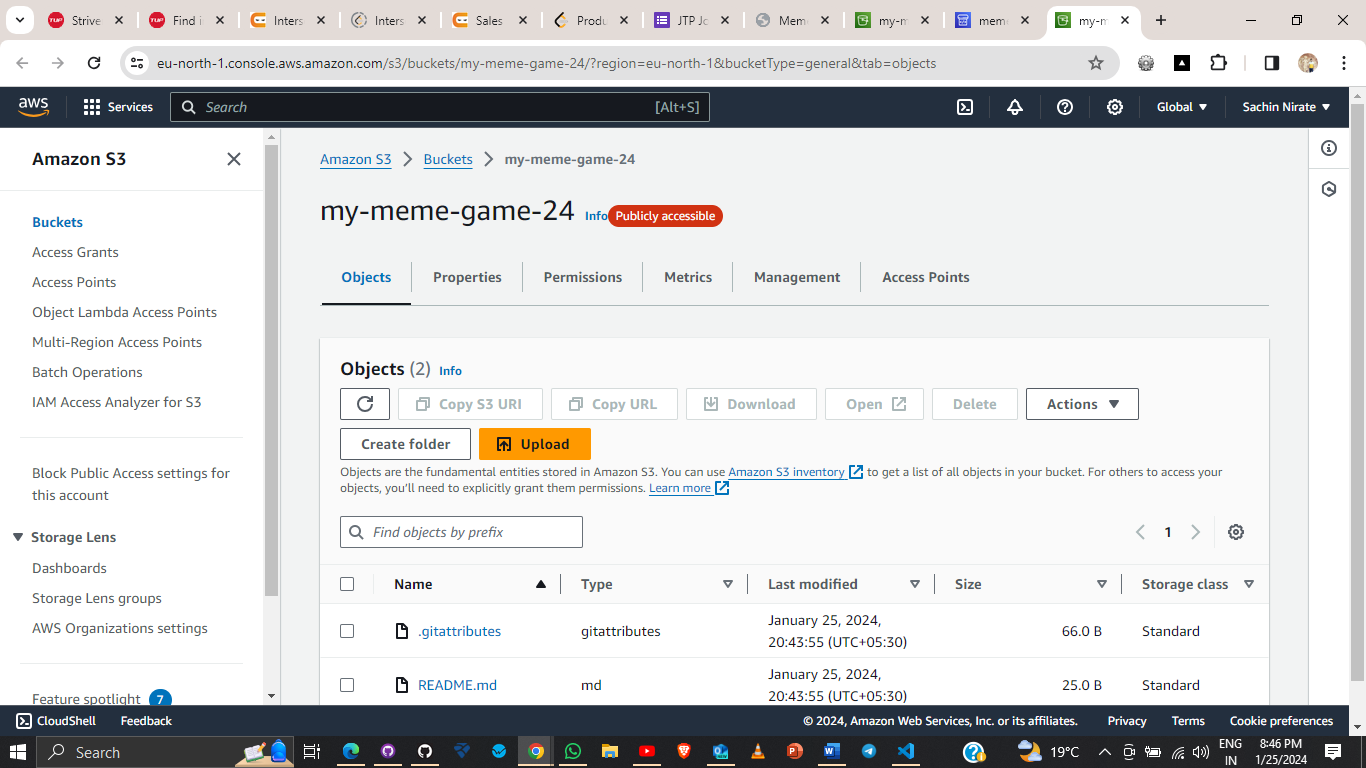 Strive
Find i
Inters
Inters
Sales
Produ
JTP Jo
Mem
my-m
meme
my-m
eu-north-1.console.aws.amazon.com/s3/buckets/my-meme-game-24/?region=eu-north-1&bucketType=general&tab=objects
aws
Services
Search
[Alt+S]
Global
Sachin Nirate
Amazon S3
Buckets
Access Grants
Access Points
Object Lambda Access Points
Multi-Region Access Points
Batch Operations
IAM Access Analyzer for S3
Block Public Access settings for
this account
Storage Lens
Dashboards
Storage Lens groups
AWS Organizations settings
Feature spotlight 7
Amazon S3 > Buckets > my-meme-game-24
my-meme-game-24 Info Publicly accessible
Objects
Properties
Permissions
Metrics
Management
Access Points
Objects (2) Info
Copy S3 URI
Copy URL
Download
Open
Delete
Actions
Create folder
Upload
Objects are the fundamental entities stored in Amazon S3. You can use Amazon S3 inventory to get a list of all objects in your bucket. For others to access your
objects, you'll need to explicitly grant them permissions. Learn more
Find objects by prefix
1
Name
Type
Last modified
Size
Storage class
.gitattributes
gitattributes
January 25, 2024,
20:43:55 (UTC+05:30)
66.0 B
Standard
README.md
md
January 25, 2024,
20:43:55 (UTC+05:30)
25.0 B
Standard
CloudShell
Feedback
© 2024, Amazon Web Services, Inc. or its affiliates.
Privacy
Terms
Cookie preferences
Search
19°C
ENG
IN
8:46 PM
1/25/2024